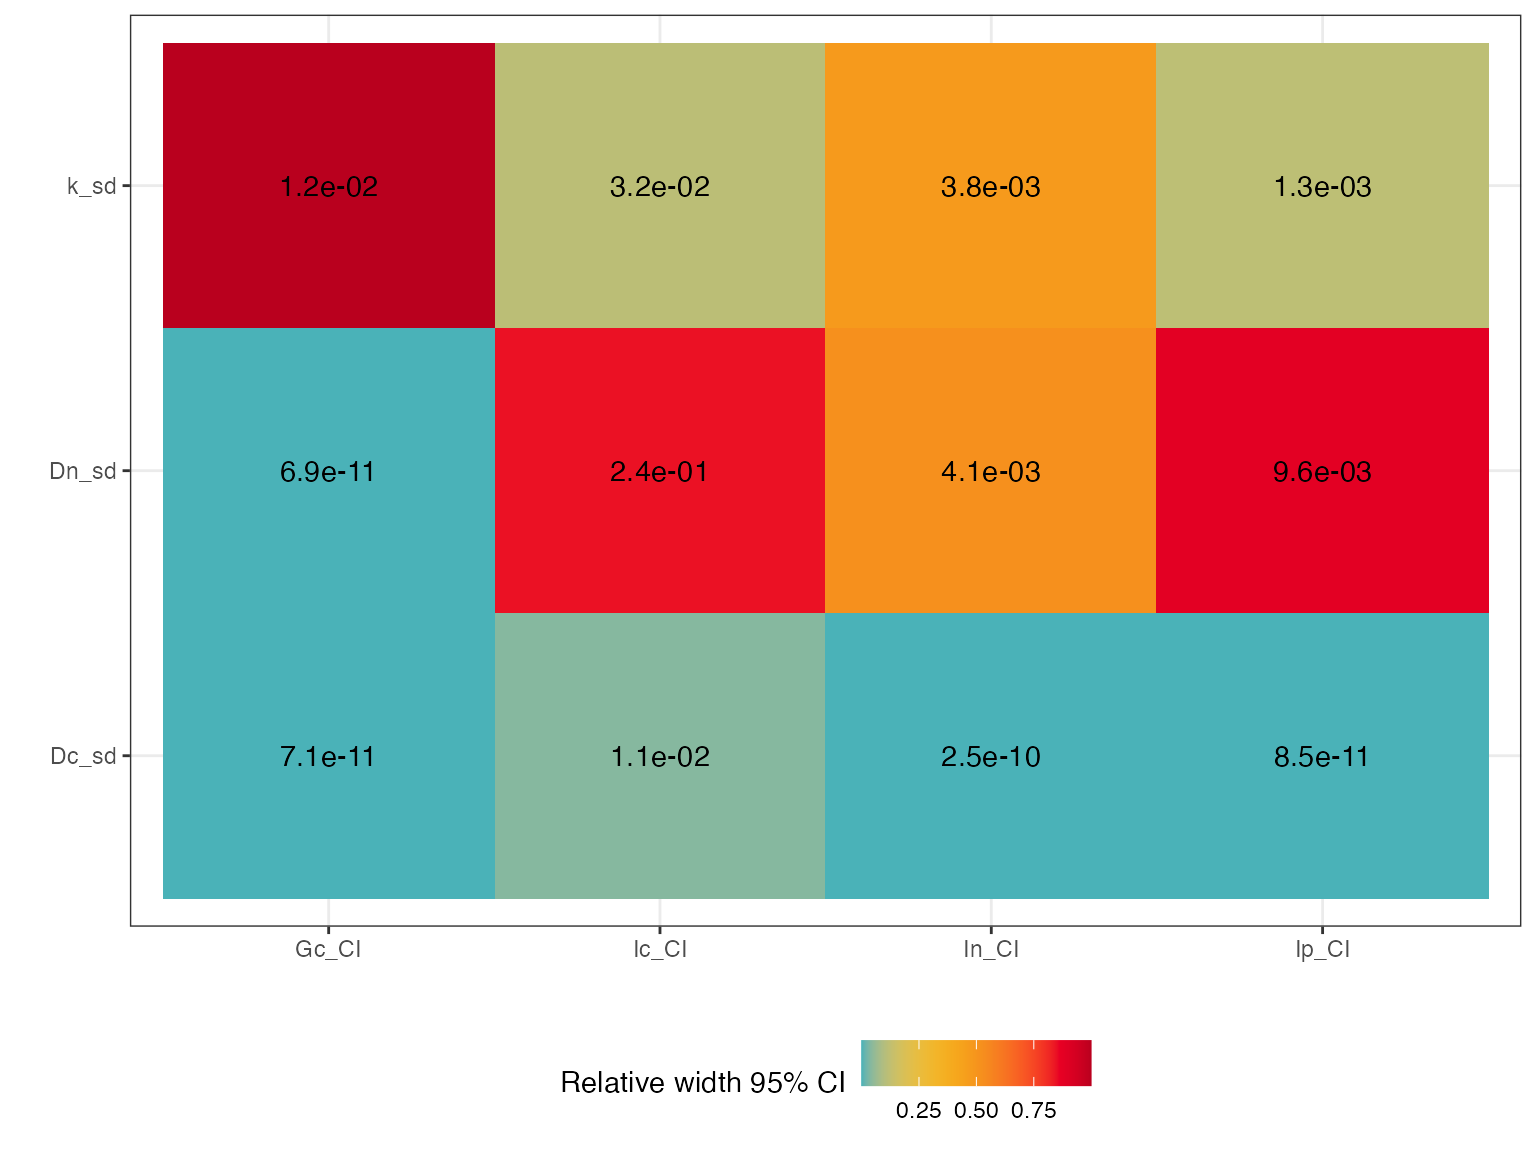 k_sd 1.2e-02 3.2e-02 3.8e-03 1.3e-03
Dn_sd 6.9e-11 2.4e-01 4.1e-03 9.6e-03
Dc_sd 7.1e-11 1.1e-02 2.5e-10 8.5e-11
Gc_CI Ic_CI In_CI Ip_CI
Relative width 95% CI
0.25 0.50 0.75